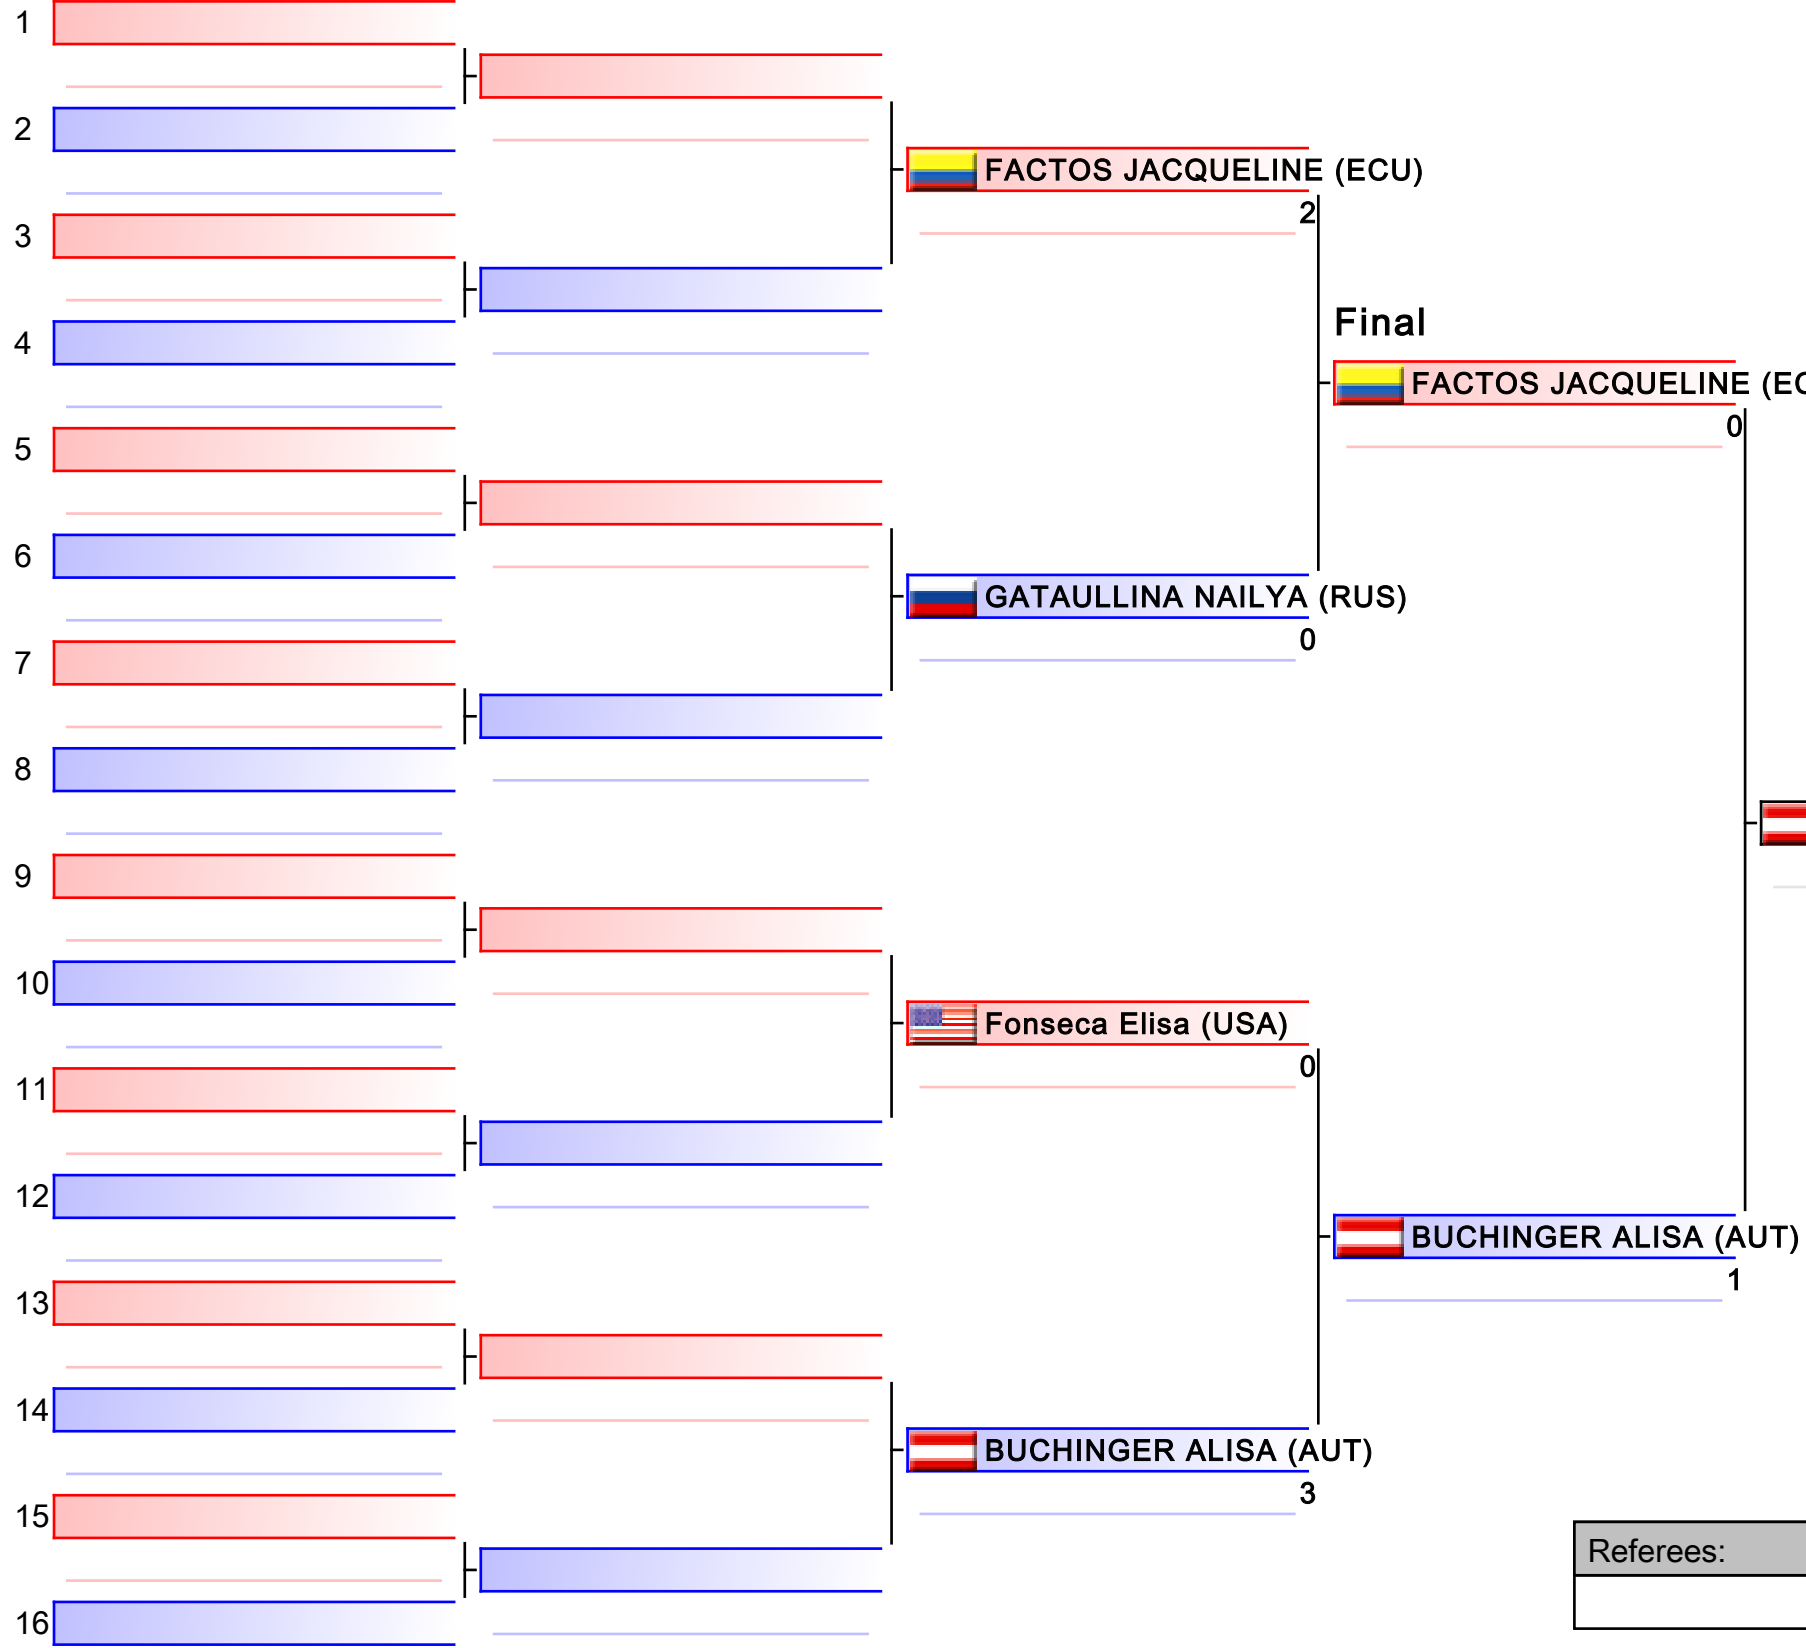 1
2
FACTOS JACQUELINE (ECU)
2
3
Final
4
FACTOS JACQUELINE (EC
0
5
6
GATAULLINA NAILYA (RUS)
0
7
8
9
10
Fonseca Elisa (USA)
0
11
12
BUCHINGER ALISA (AUT)
1
13
14
BUCHINGER ALISA (AUT)
3
15
Referees:
16